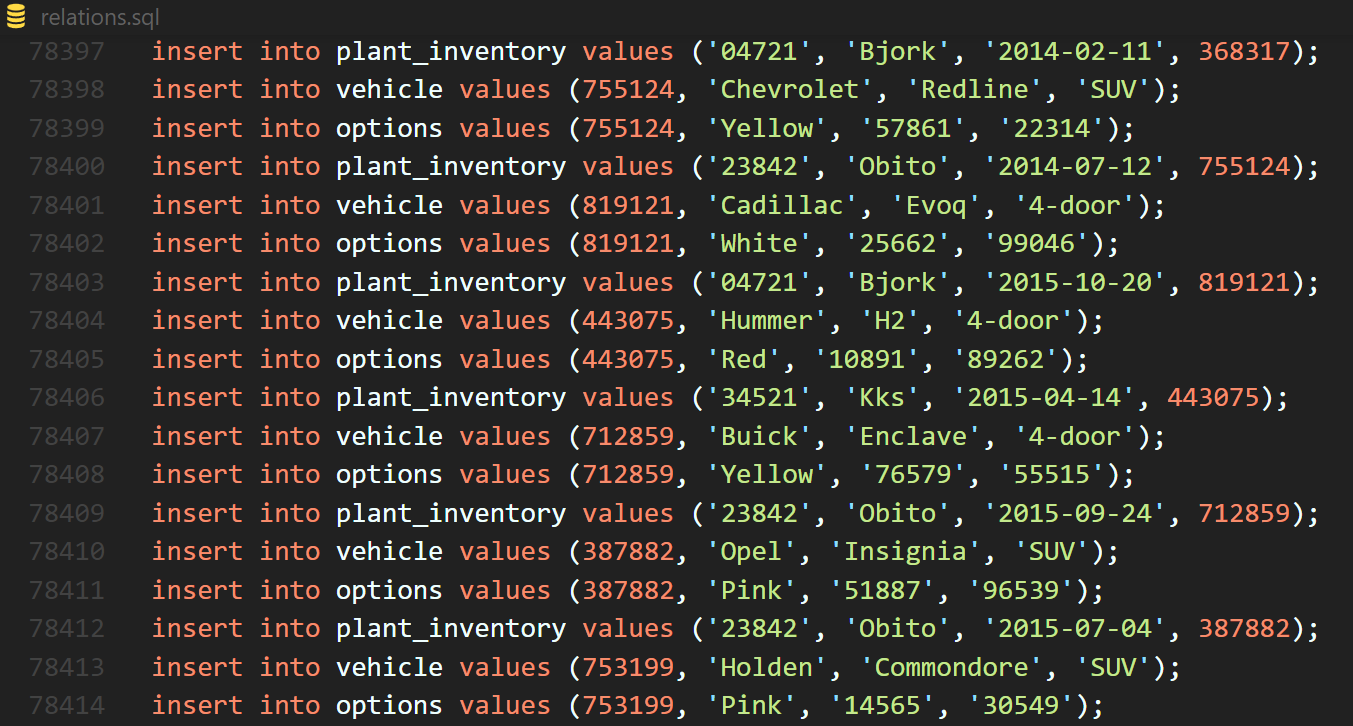 relations.sql
78397 insert into plant_inventory values ('04721', 'Bjork', '2014-02-11', 368317);
78398 insert into vehicle values (755124, 'Chevrolet', 'Redline', 'SUV');
78399 insert into options values (755124, 'Yellow', '57861', '22314');
78400 insert into plant_inventory values ('23842', 'Obito', '2014-07-12', 755124);
78401 insert into vehicle values (819121, 'Cadillac', 'Evoq', '4-door');
78402 insert into options values (819121, 'White', '25662', '99046');
78403 insert into plant_inventory values ('04721', 'Bjork', '2015-10-20', 819121);
78404 insert into vehicle values (443075, 'Hummer', 'H2', '4-door');
78405 insert into options values (443075, 'Red', '10891', '89262');
78406 insert into plant_inventory values ('34521', 'Kks', '2015-04-14', 443075);
78407 insert into vehicle values (712859, 'Buick', 'Enclave', '4-door');
78408 insert into options values (712859, 'Yellow', '76579', '55515');
78409 insert into plant_inventory values ('23842', 'Obito', '2015-09-24', 712859);
78410 insert into vehicle values (387882, 'Opel', 'Insignia', 'SUV');
78411 insert into options values (387882, 'Pink', '51887', '96539');
78412 insert into plant_inventory values ('23842', 'Obito', '2015-07-04', 387882);
78413 insert into vehicle values (753199, 'Holden', 'Commondore', 'SUV');
78414 insert into options values (753199, 'Pink', '14565', '30549');